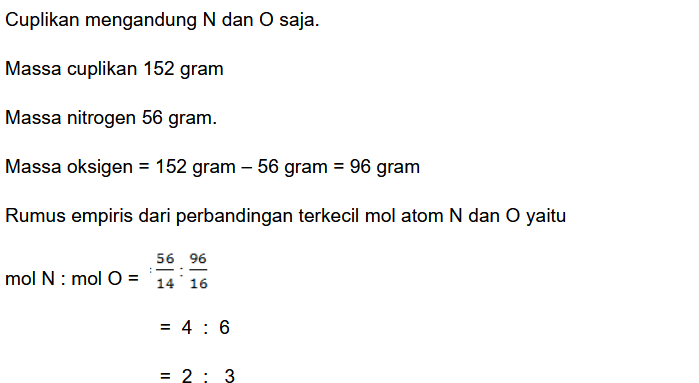 Cuplikan mengandung N dan O saja.
Massa cuplikan 152 gram
Massa nitrogen 56 gram.
Massa oksigen = 152 gram – 56 gram = 96 gram
Rumus empiris dari perbandingan terkecil mol atom N dan O yaitu
mol N : mol O = : 56/14 : 96/16
= 4 : 6
= 2 : 3